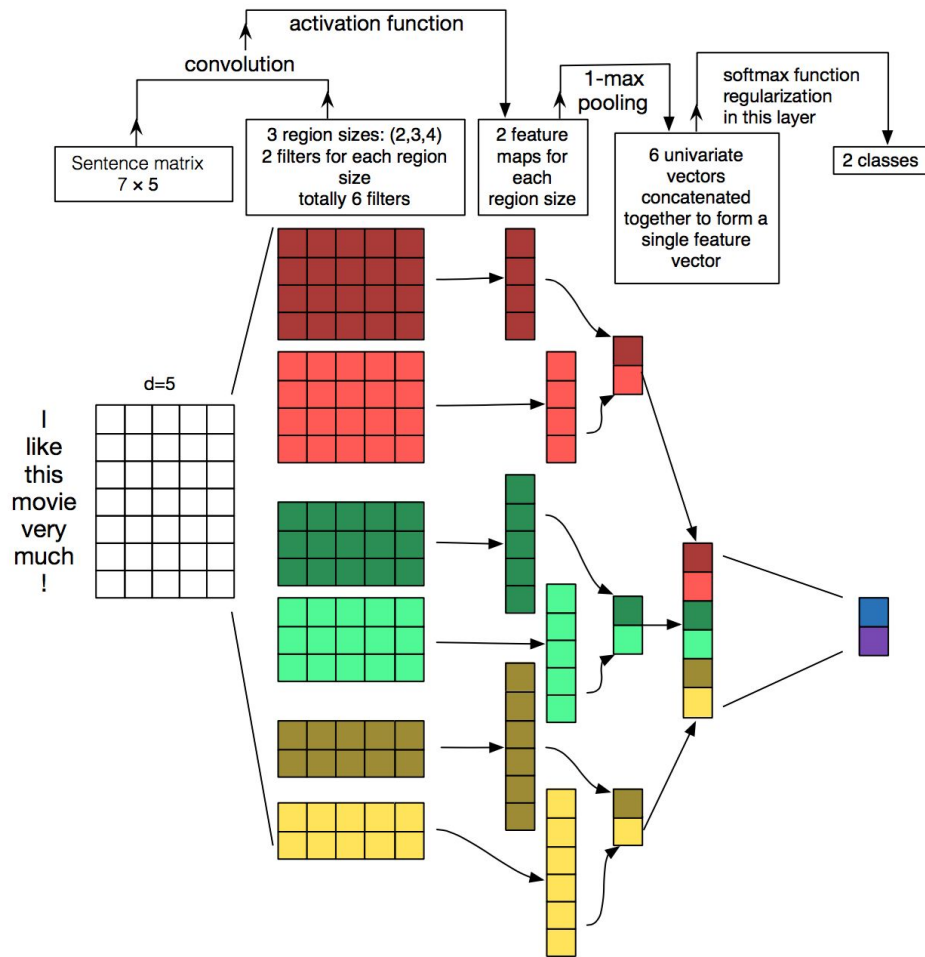 activation function
convolution
1-max
pooling
softmax function
regularization
in this layer
Sentence matrix
7 × 5
3 region sizes: (2,3,4)
2 filters for each region
size
totally 6 filters
2 feature
maps for
each
region size
6 univariate
vectors
concatenated
together to form a
single feature
vector
2 classes
d=5
I
like
this
movie
very
much
!